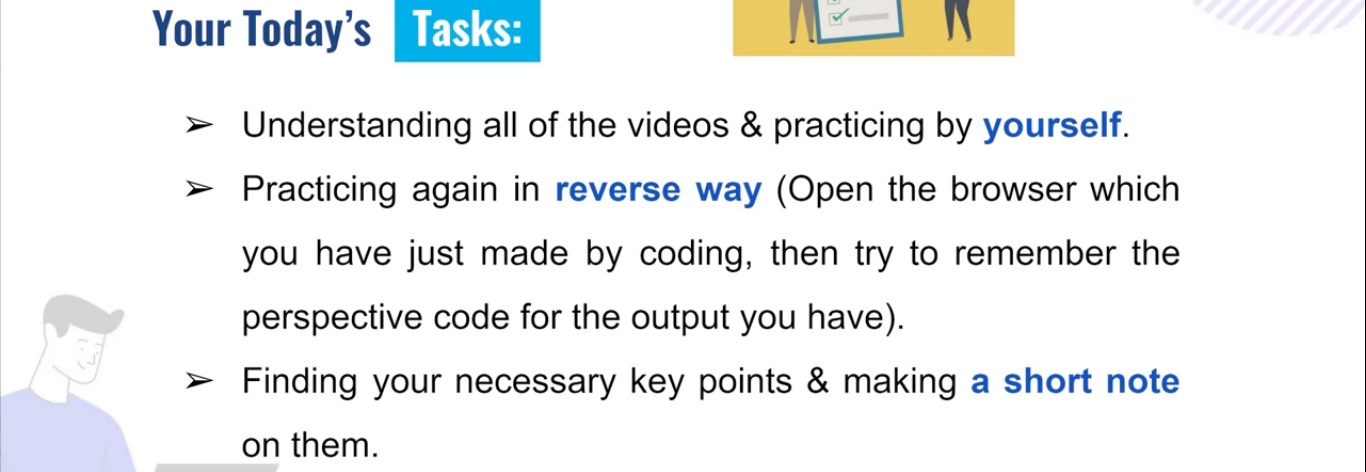 Your Today's Tasks:
➢ Understanding all of the videos & practicing by yourself.
➢ Practicing again in reverse way (Open the browser which
you have just made by coding, then try to remember the
perspective code for the output you have).
➢ Finding your necessary key points & making a short note
on them.